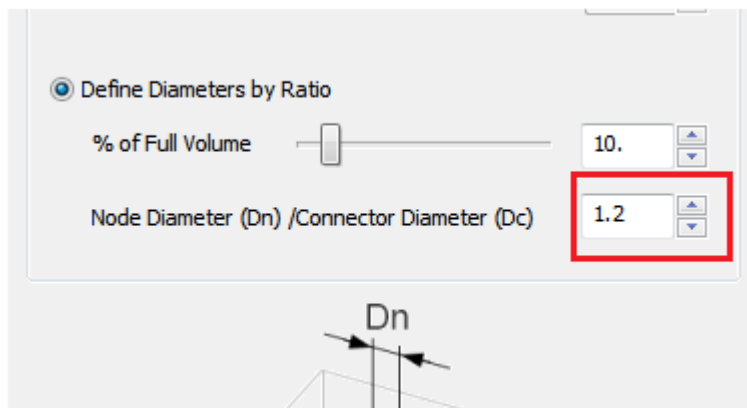 Define Diameters by Ratio
% of Full Volume 10.
Node Diameter (Dn) /Connector Diameter (Dc) 1.2
Dn